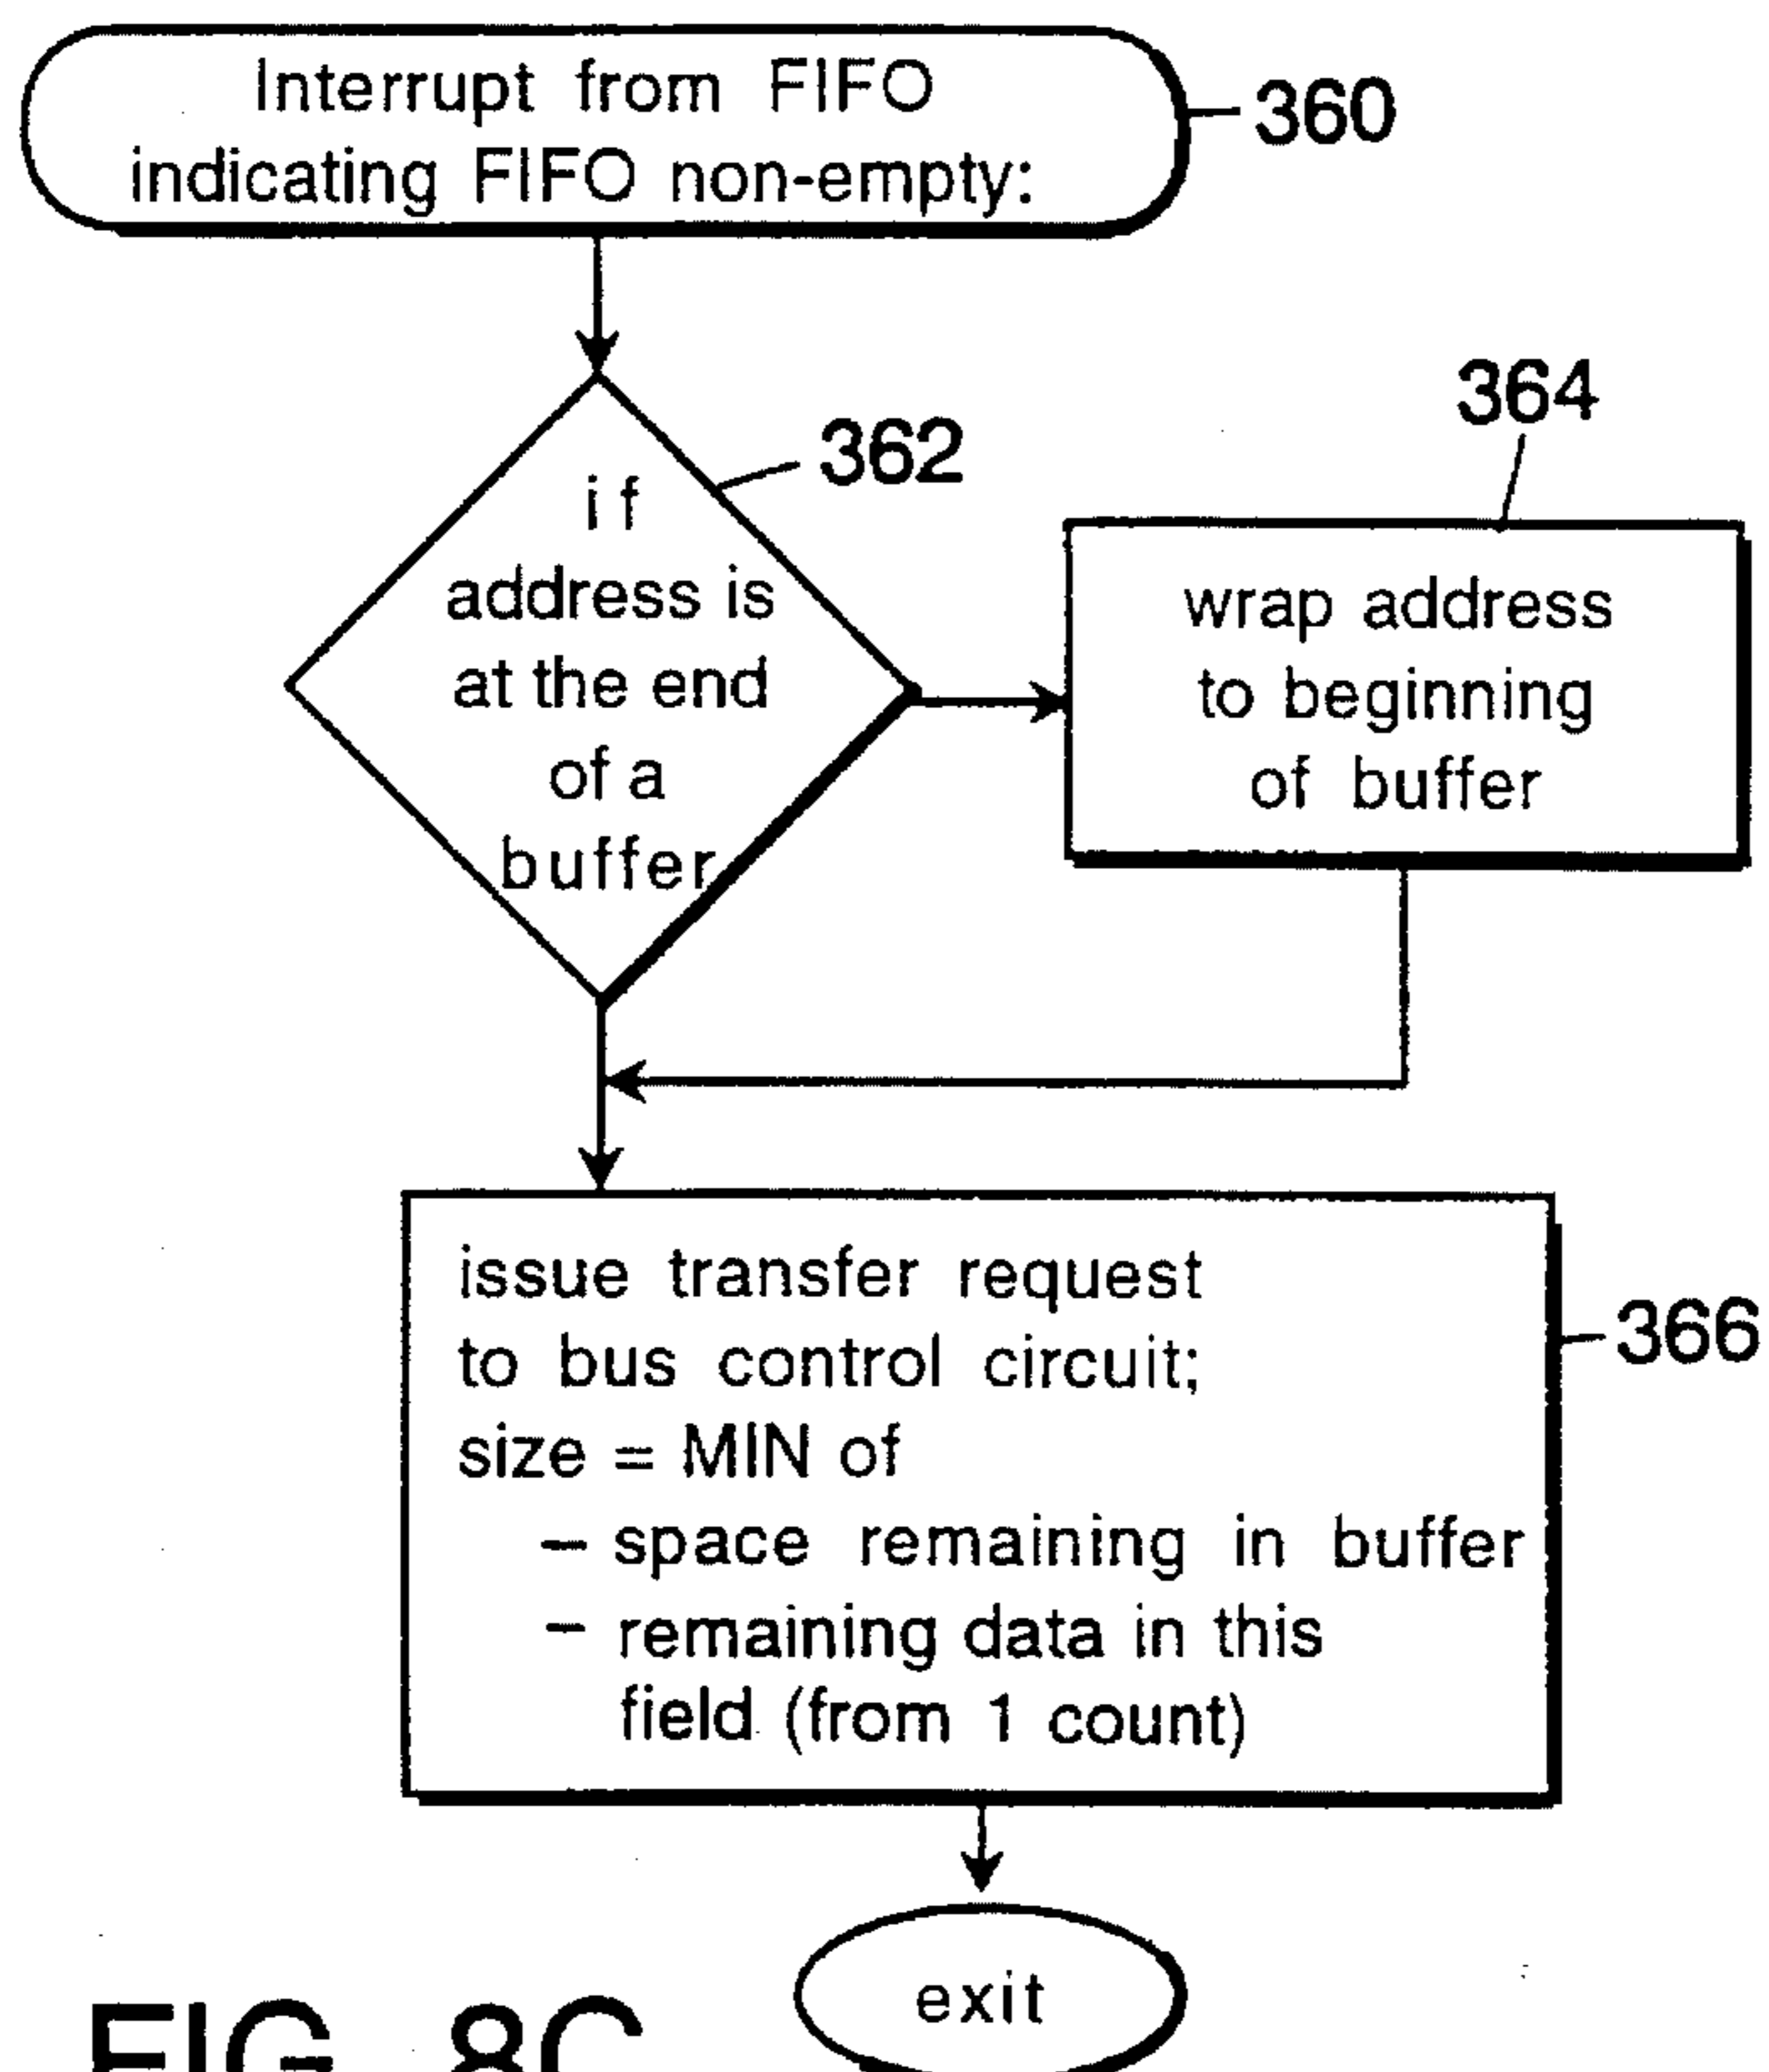 Interrupt from FIFO
indicating FIFO non-empty:
360
362
if
address is
at the end
of a
buffer
364
wrap address
to beginning
of buffer
issue transfer request
to bus control circuit;
size = MIN of
– space remaining in buffer
– remaining data in this
field (from 1 count)
366
exit
FIG. 8C